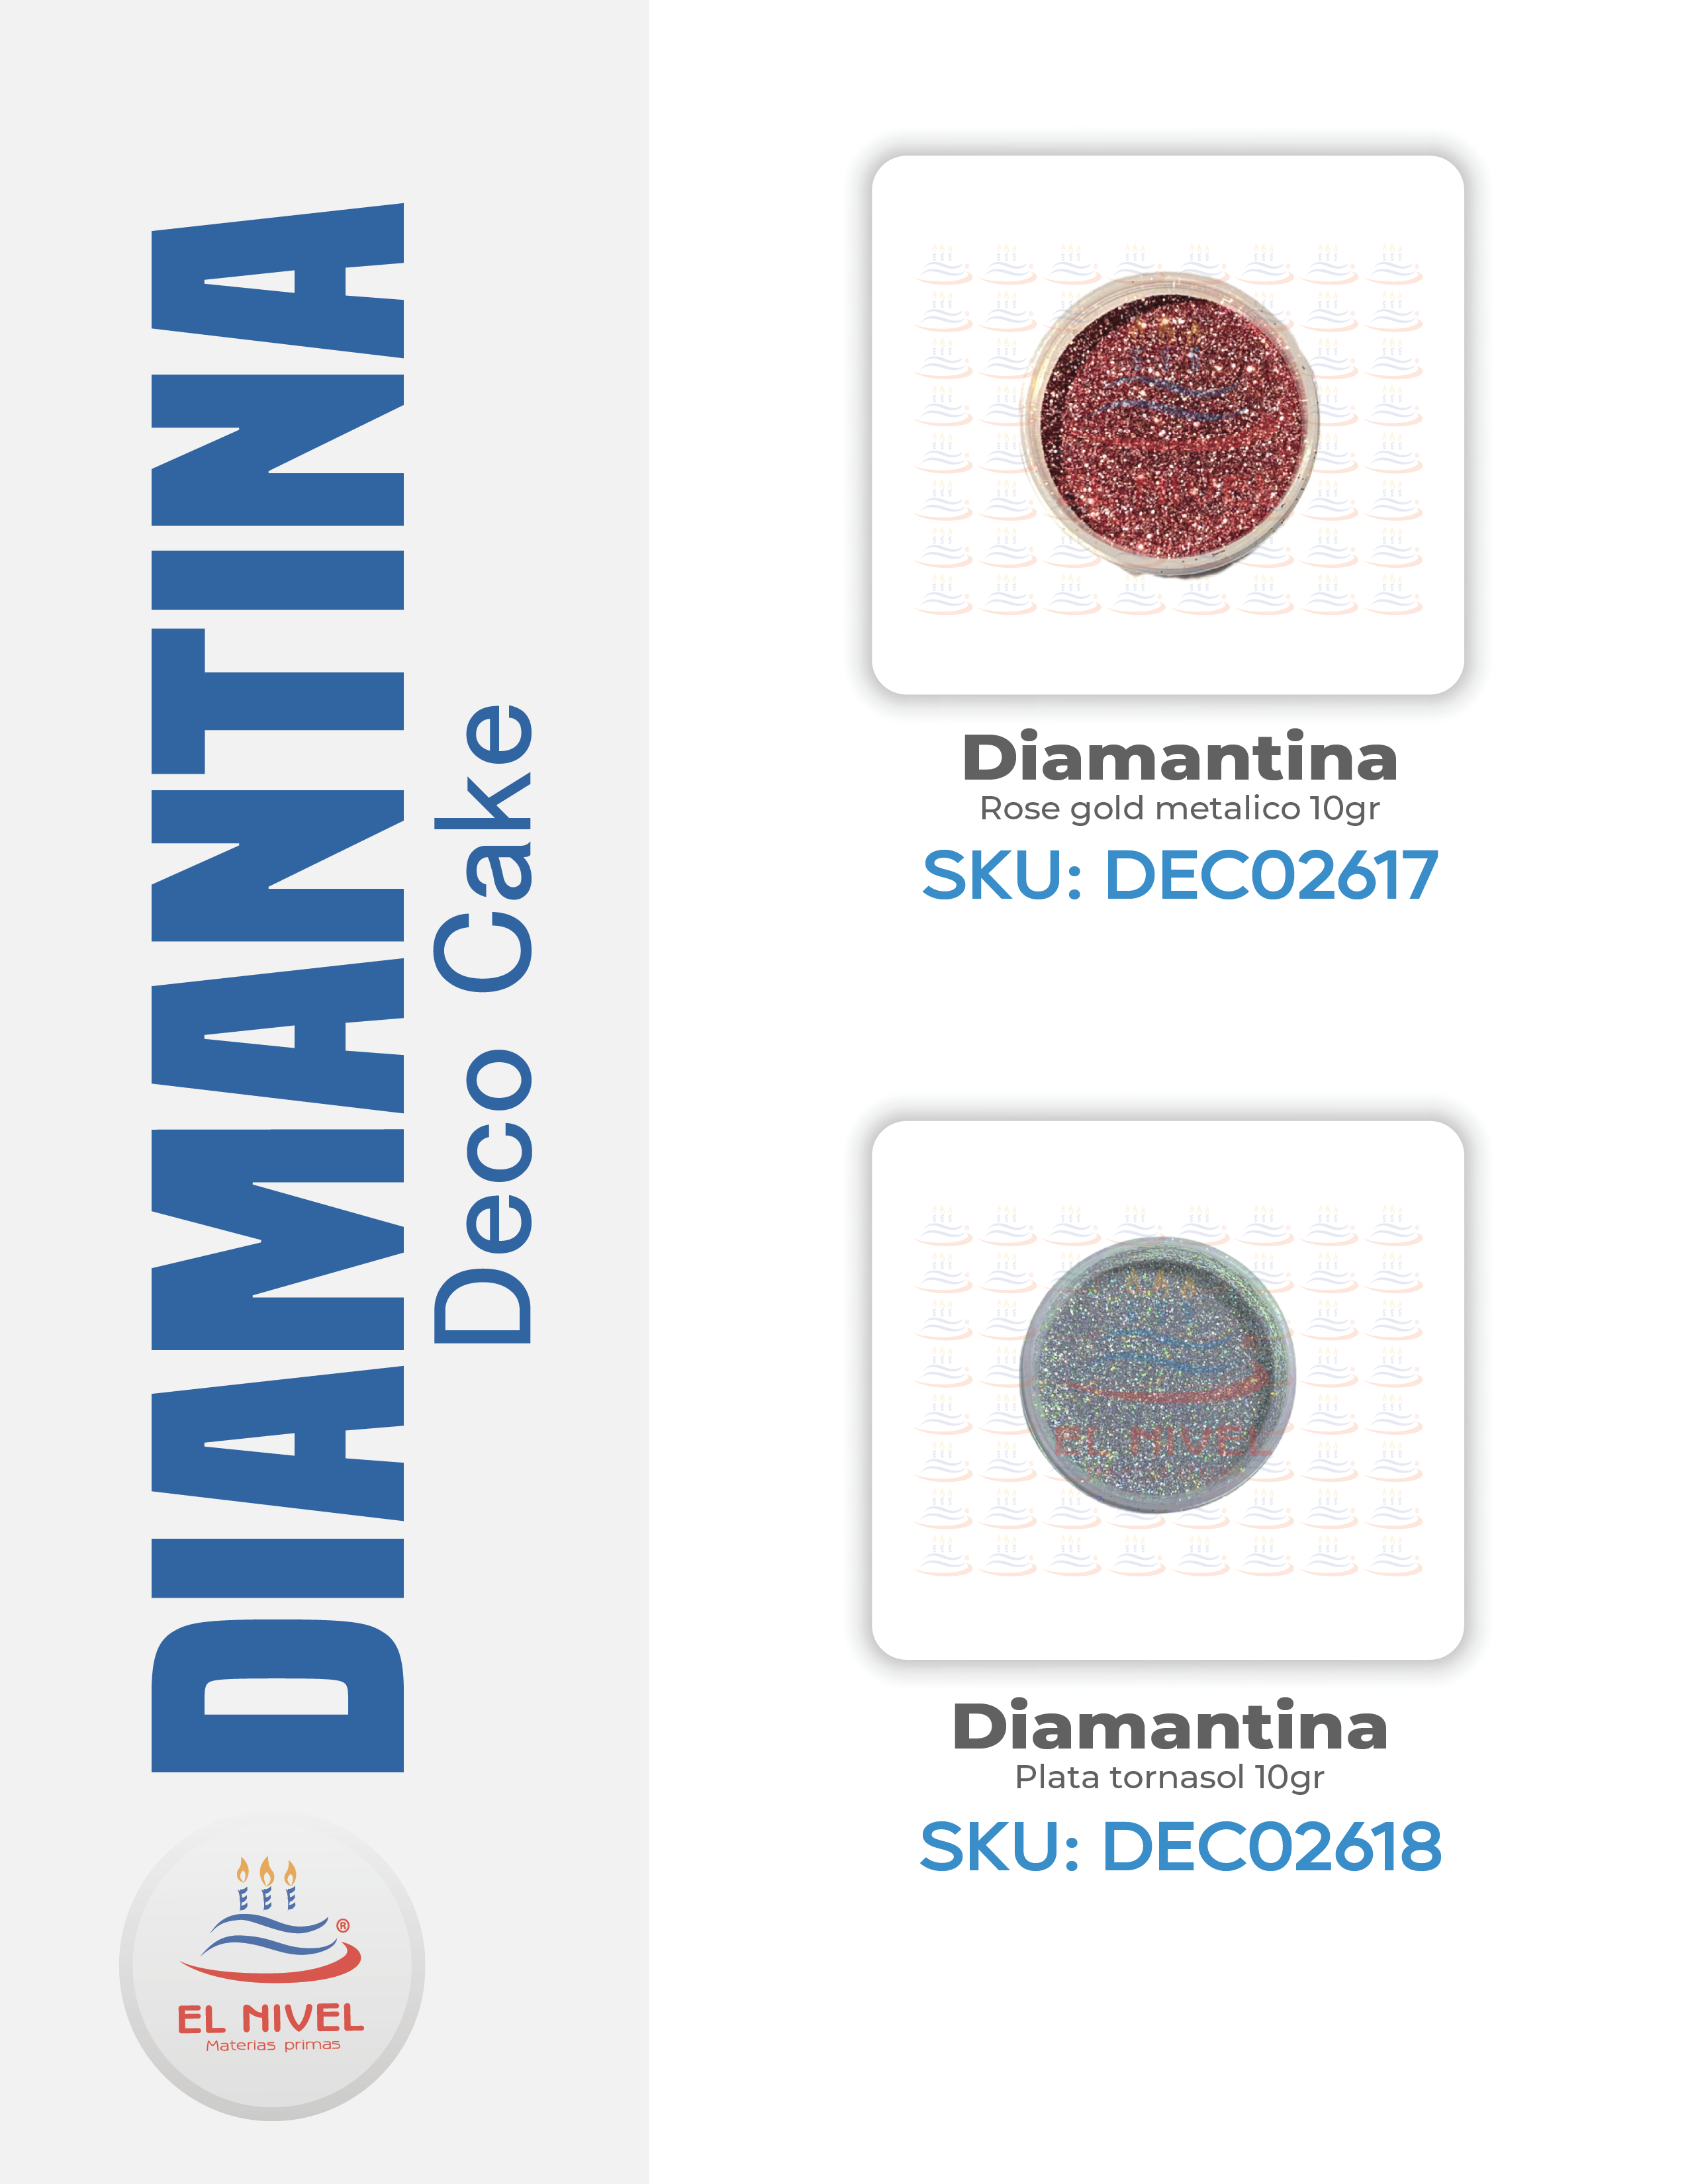 DIAMANTINA
Deco Cake
Diamantina
Rose gold metalico 10gr
SKU: DEC02617
EL NIVEL
Diamantina
Plata tornasol 10gr
SKU: DEC02618
®
EL NIVEL
Materias primas